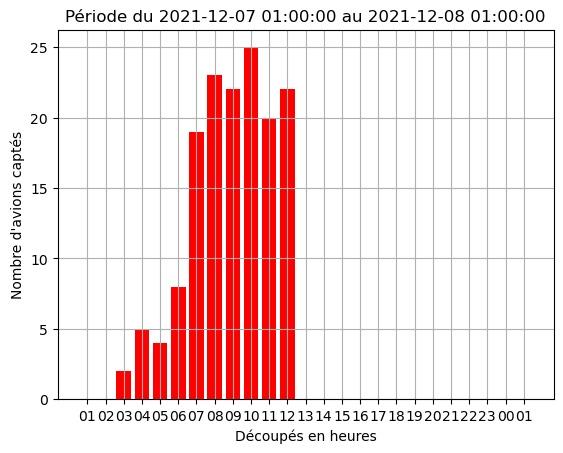 Période du 2021-12-07 01:00:00 au 2021-12-08 01:00:00
Nombre d'avions captés
25
20
15
10
5
0
01 02 03 04 05 06 07 08 09 10 11 12 13 14 15 16 17 18 19 20 21 22 23 00 01
Découpés en heures